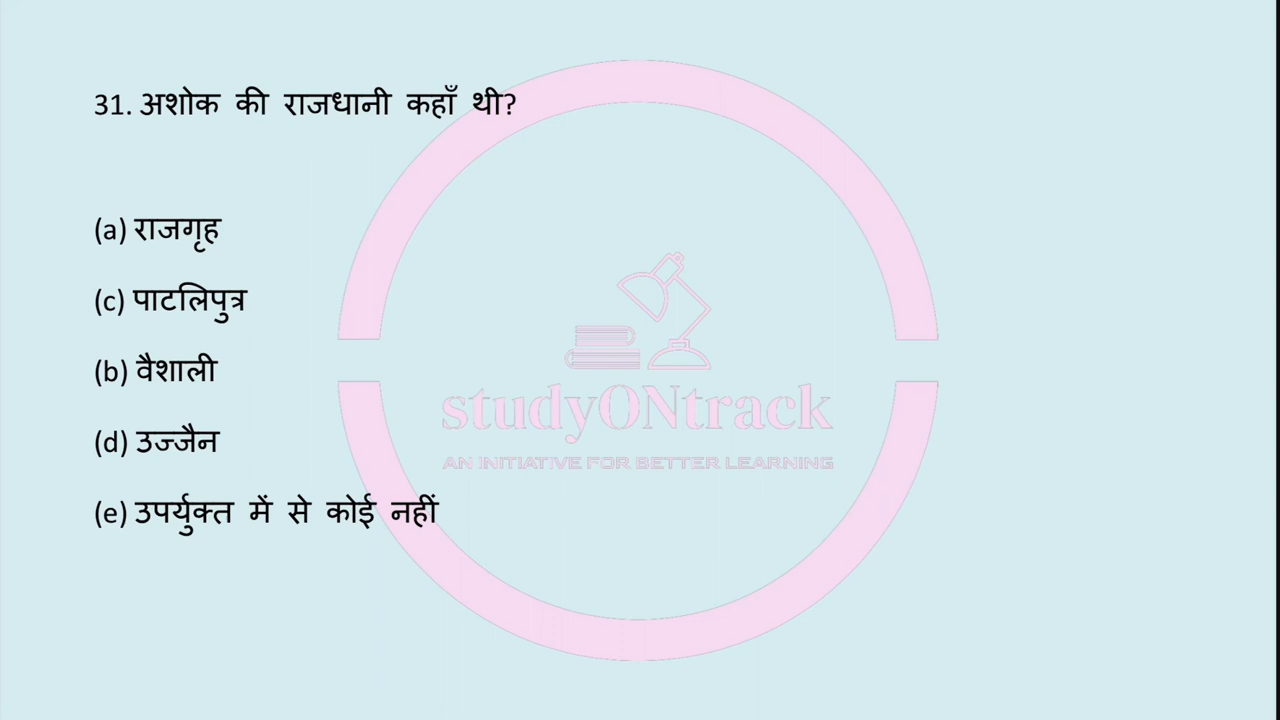 31. अशोक की राजधानी कहाँ थी?
(a) राजगृह
(c) पाटलिपुत्र
(b) वैशाली
(d) उज्जैन
(e) उपर्युक्त में से कोई नहीं
studyONtrack
AN INITIATIVE FOR BETTER LEARNING